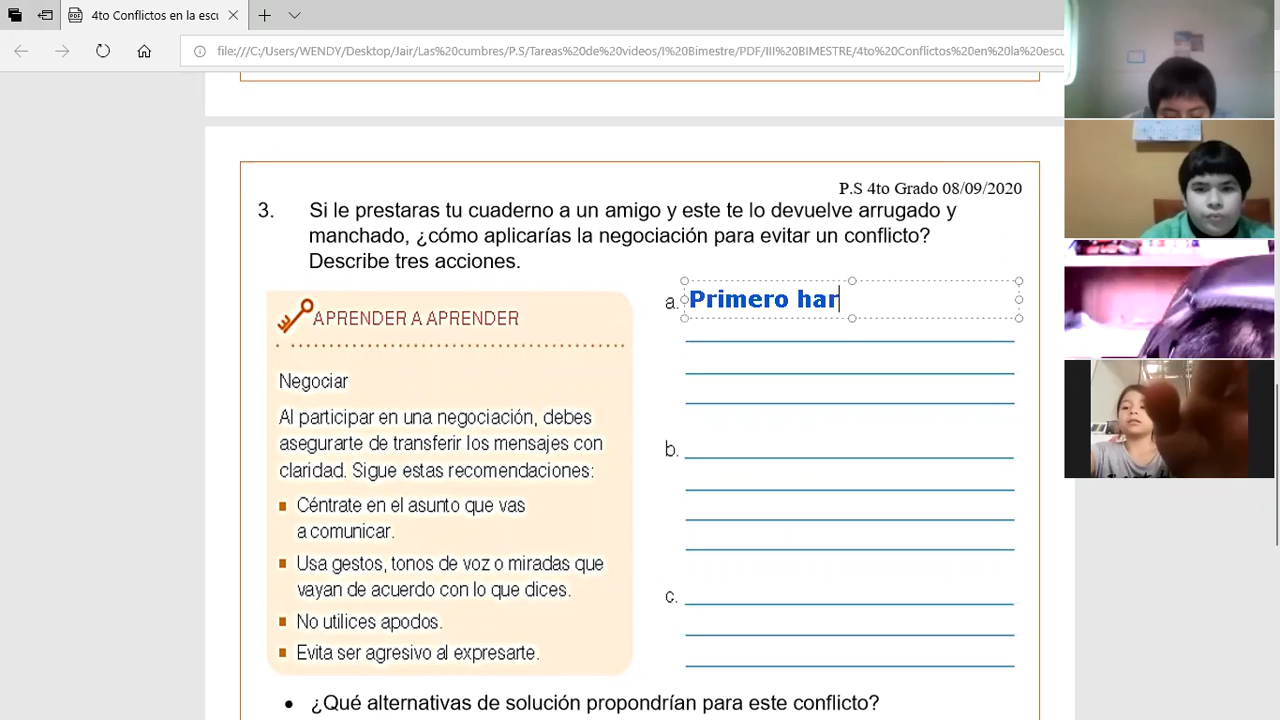 4to Conflictos en la escu
file:///C:/Users/WENDY/Desktop/Jair/Las%20cumbres/P.S/Tareas%20de%20videos/I%20Bimestre/PDF/III%20BIMESTRE/4to%20Conflictos%20en%20la%20escu
P.S 4to Grado 08/09/2020
3. Si le prestaras tu cuaderno a un amigo y este te lo devuelve arrugado y
manchado, ¿cómo aplicarías la negociación para evitar un conflicto?
Describe tres acciones.
APRENDER A APRENDER
Negociar
Al participar en una negociación, debes
asegurarte de transferir los mensajes con
claridad. Sigue estas recomendaciones:
Céntrate en el asunto que vas
a comunicar.
Usa gestos, tonos de voz o miradas que
vayan de acuerdo con lo que dices.
No utilices apodos.
Evita ser agresivo al expresarte.
a. Primero har
b.
c.
• ¿Qué alternativas de solución propondrían para este conflicto?